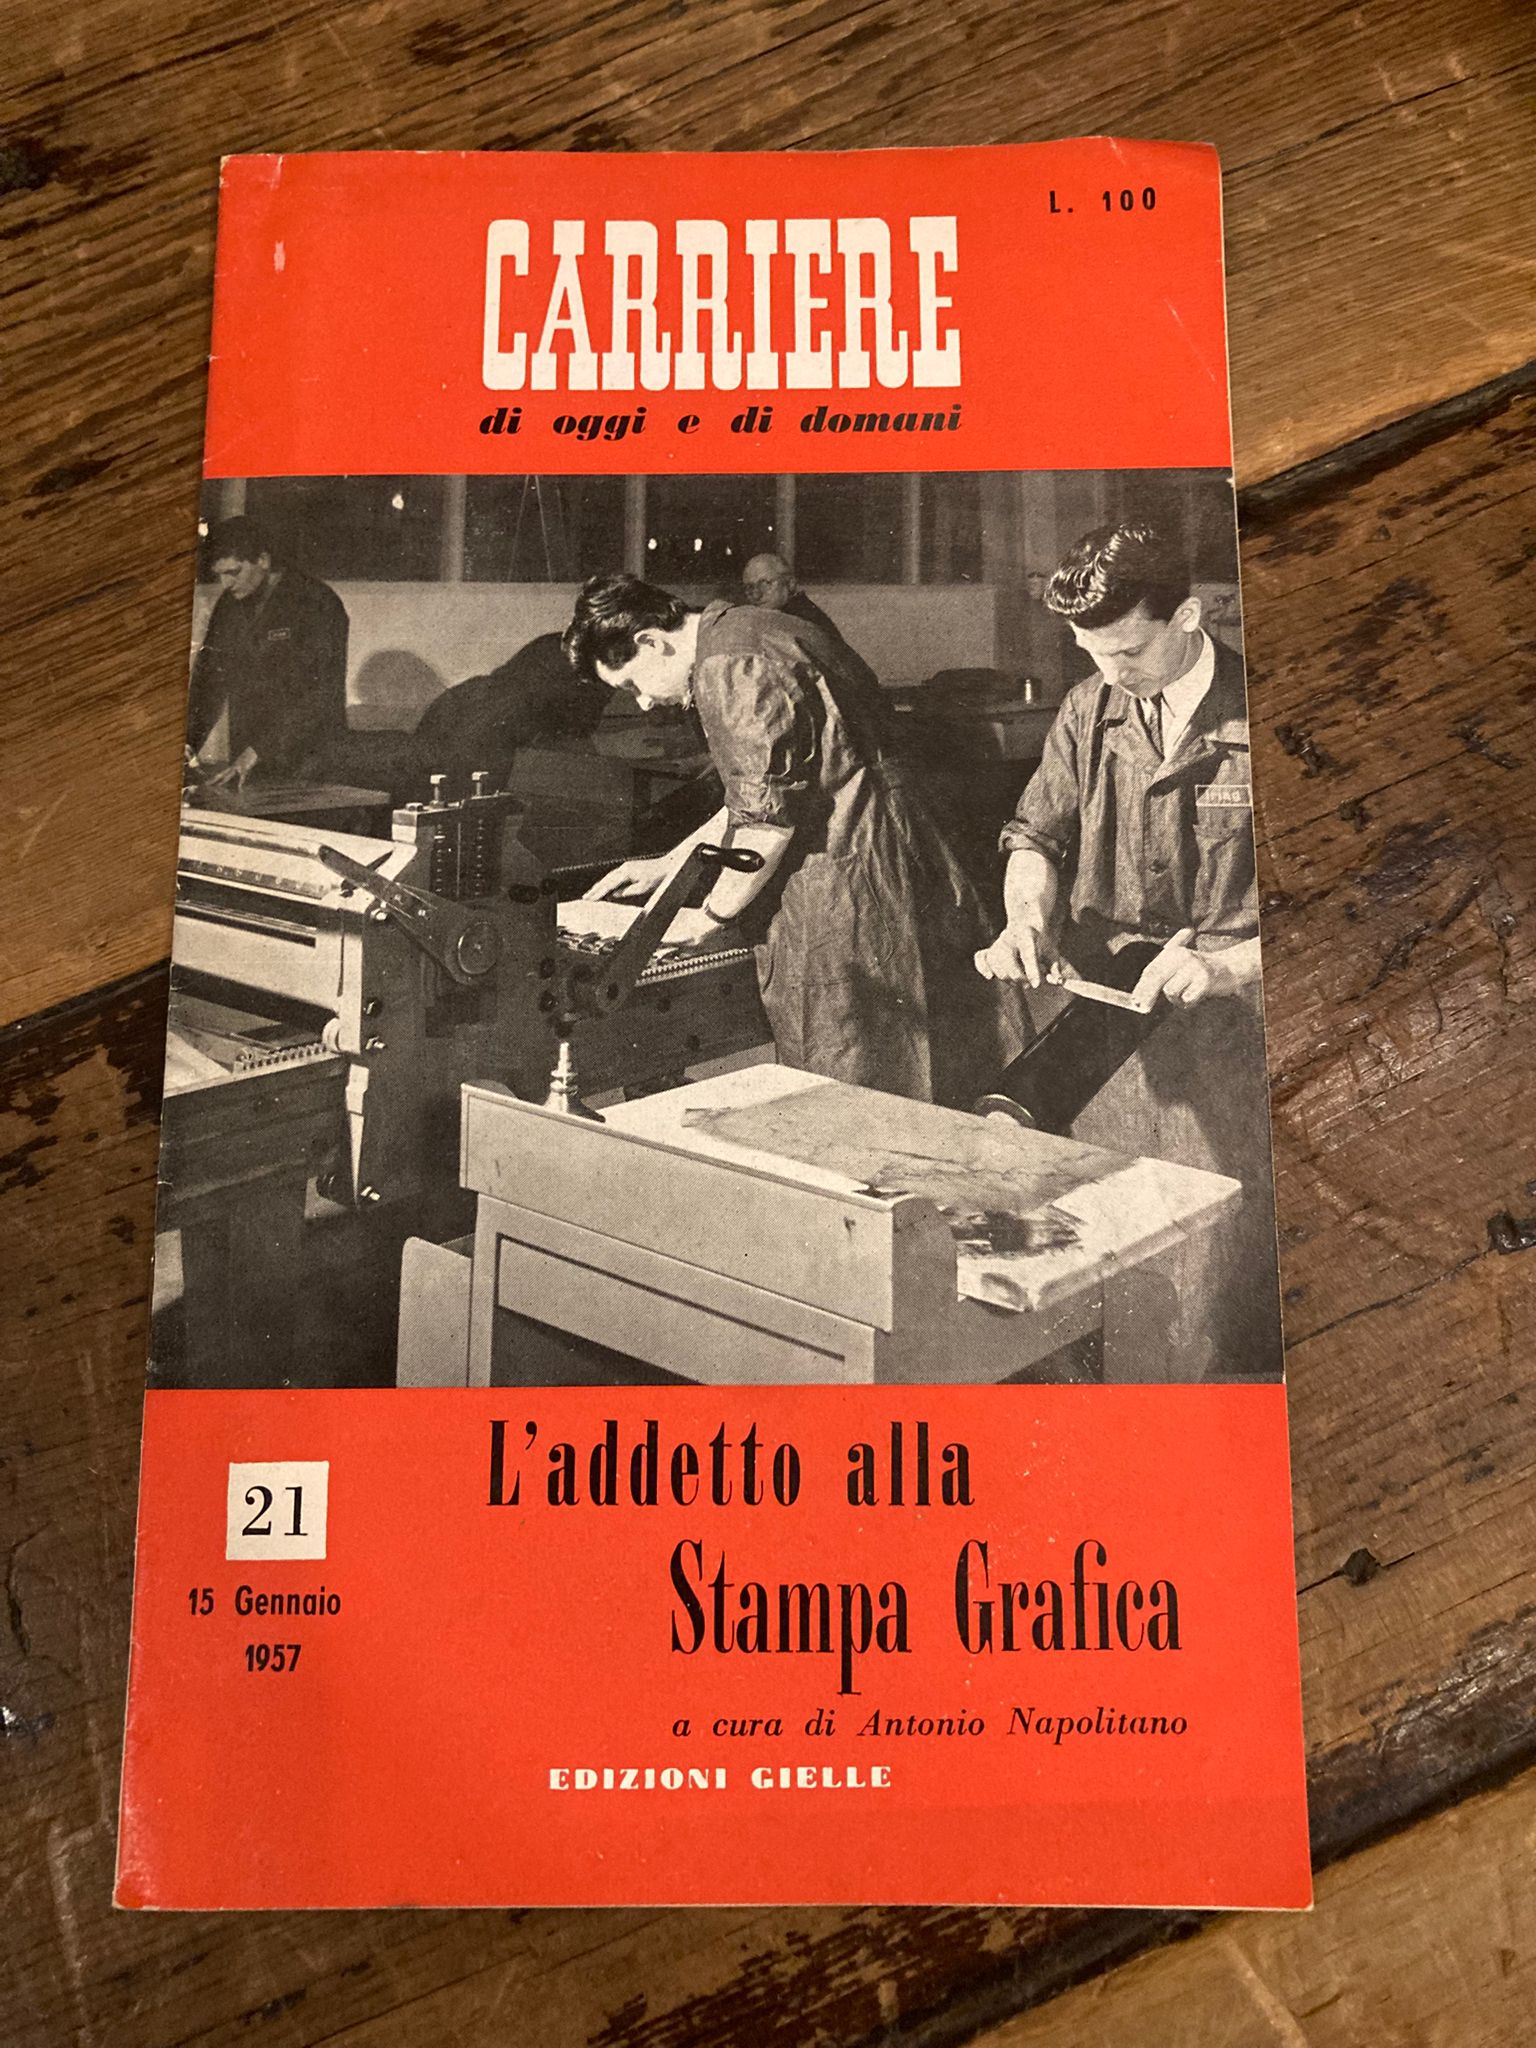 L. 100
CARRIERE
di oggi e di domani
L'addetto alla
Stampa Grafica
21
15 Gennaio
1957
a cura di Antonio Napolitano
EDIZIONI GIELLE